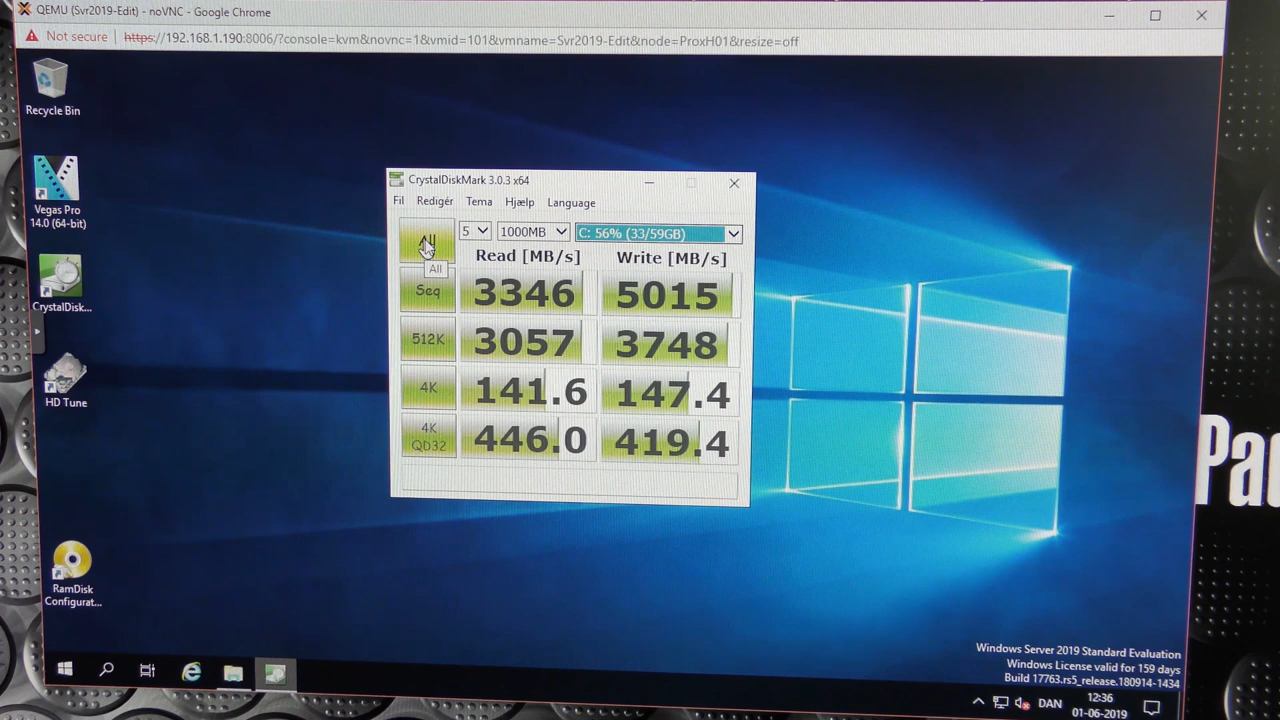 QEMU (Svr2019-Edit) - noVNC - Google Chrome
Not secure | https://192.168.1.190:8006/?console=kvm&novnc=1&vmid=101&vmname=Svr2019-Edit&node=ProxH01&resize=off
Recycle Bin
Vegas Pro
14.0 (64-bit)
CrystalDisk...
HD Tune
RamDisk
Configurat...
CrystalDiskMark 3.0.3 x64
Fil Redigér Tema Hjælp Language
All 5 1000MB C: 56% (33/59GB)
All
Read [MB/s] Write [MB/s]
Seq 3346 5015
512K 3057 3748
4K 141.6 147.4
4K
QD32 446.0 419.4
Windows Server 2019 Standard Evaluation
Windows License valid for 159 days
Build 17763.rs5_release.180914-1434
DAN
12:36
01-06-2019